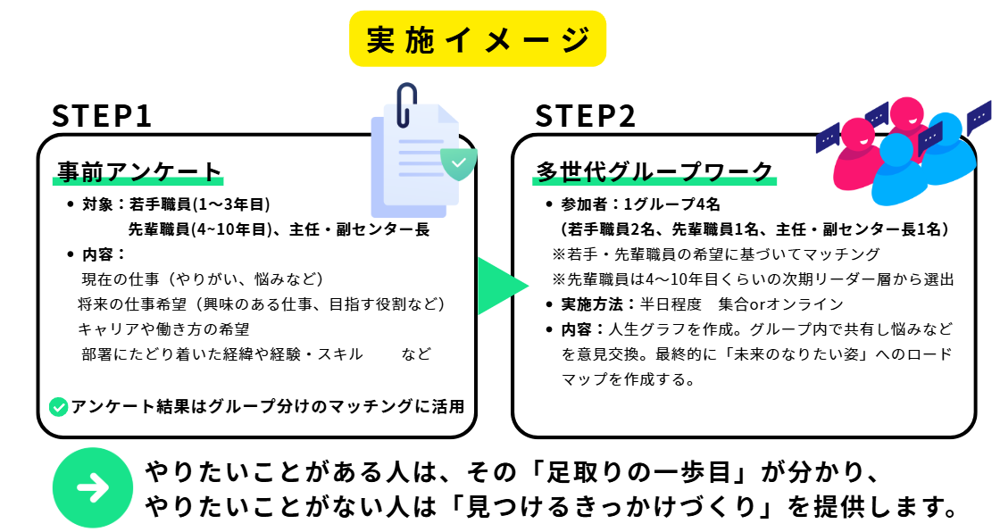 実施イメージ
STEP1
事前アンケート
• 対象：若手職員(1〜3年目)
先輩職員(4~10年目)、主任・副センター長
• 内容：
現在の仕事（やりがい、悩みなど）
将来の仕事希望（興味のある仕事、目指す役割など）
キャリアや働き方の希望
部署にたどり着いた経緯や経験・スキル　　など
アンケート結果はグループ分けのマッチングに活用
STEP2
多世代グループワーク
• 参加者：1グループ4名
（若手職員2名、先輩職員1名、主任・副センター長1名）
※若手・先輩職員の希望に基づいてマッチング
※先輩職員は4〜10年目くらいの次期リーダー層から選出
• 実施方法：半日程度　集合orオンライン
• 内容：人生グラフを作成。グループ内で共有し悩みなど
を意見交換。最終的に「未来のなりたい姿」へのロード
マップを作成する。
やりたいことがある人は、その「足取りの一歩目」が分かり、
やりたいことがない人は「見つけるきっかけづくり」を提供します。